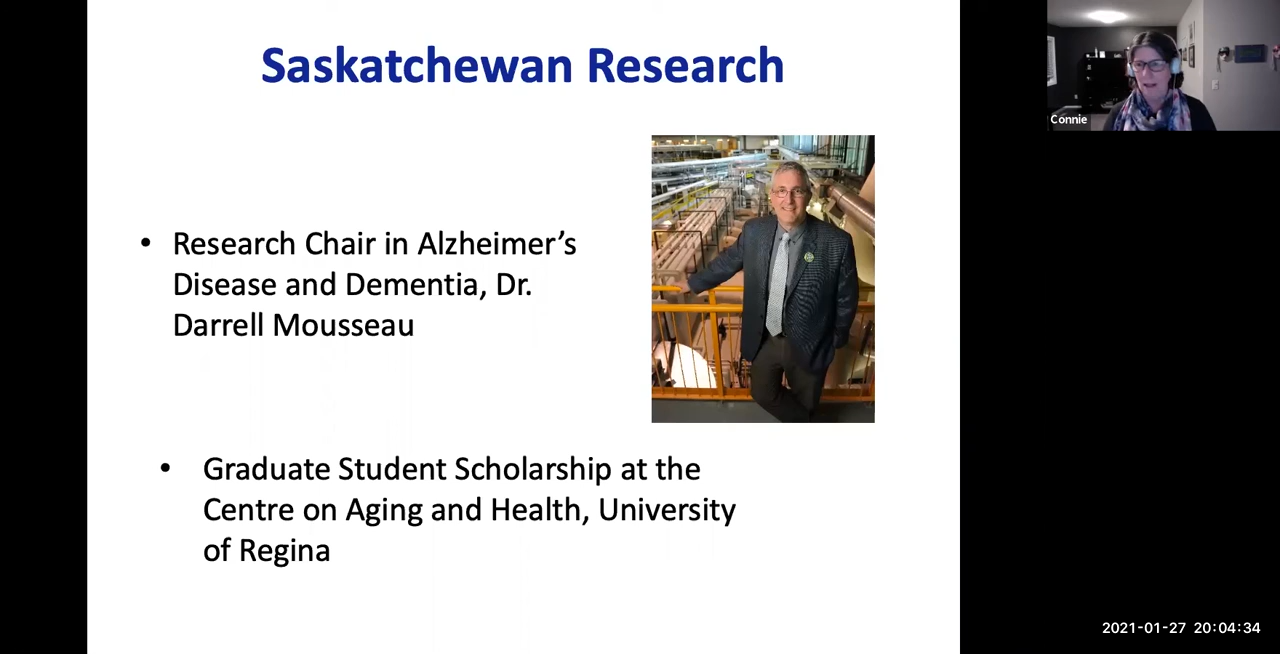 Saskatchewan Research
• Research Chair in Alzheimer’s
Disease and Dementia, Dr.
Darrell Mousseau
• Graduate Student Scholarship at the
Centre on Aging and Health, University
of Regina
Connie
2021-01-27 20:04:34